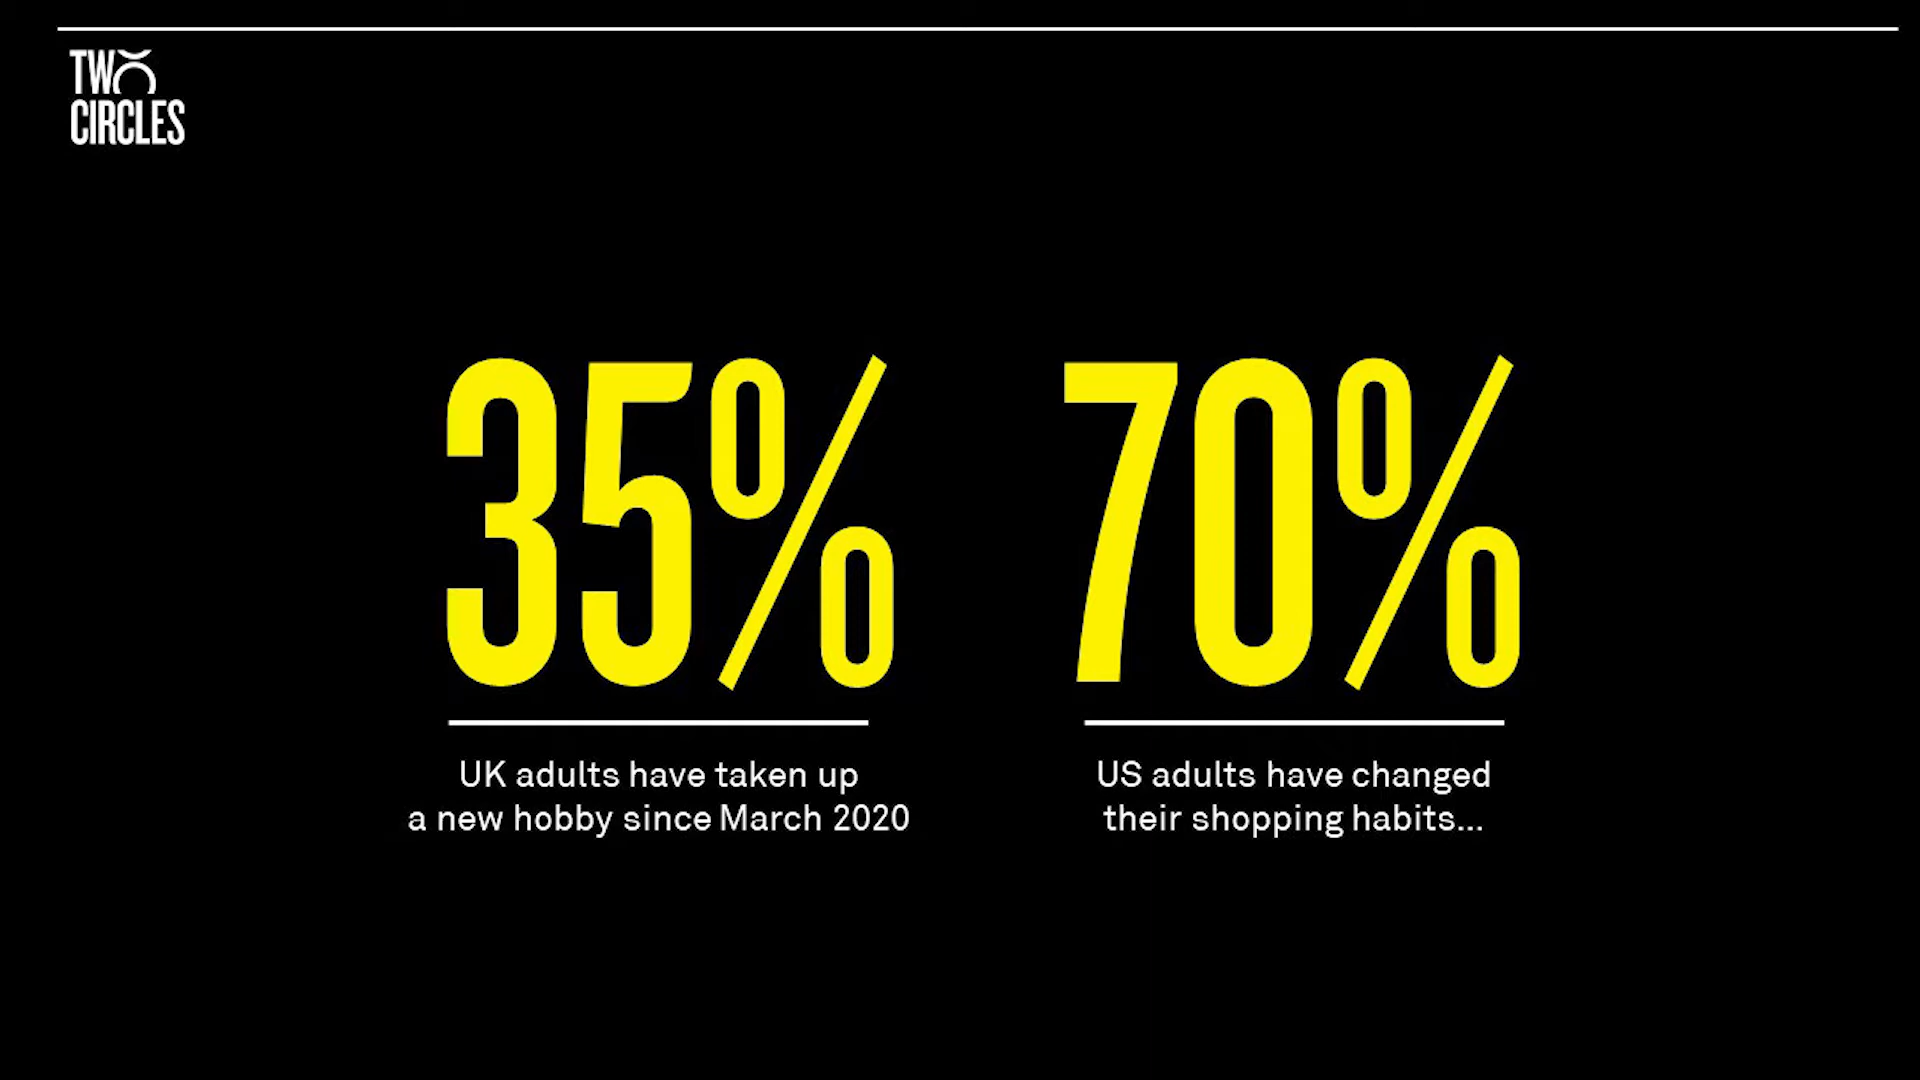 TWO
CIRCLES
35%
UK adults have taken up
a new hobby since March 2020
70%
US adults have changed
their shopping habits...